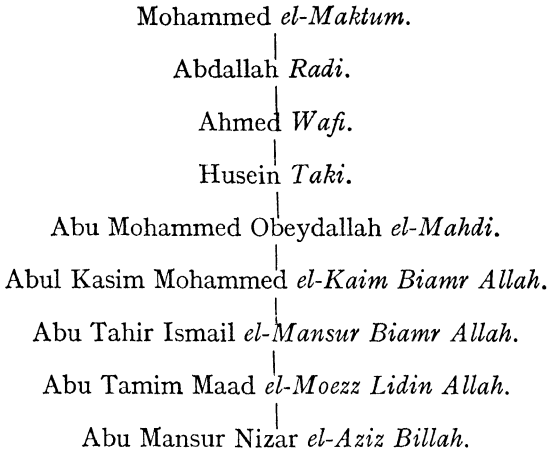 Mohammed el-Maktum.
Abdallah Radi.
Ahmed Wafi.
Husein Taki.
Abu Mohammed Obeydallah el-Mahdi.
Abul Kasim Mohammed el-Kaim Biamr Allah.
Abu Tahir Ismail el-Mansur Biamr Allah.
Abu Tamim Maad el-Moezz Lidin Allah.
Abu Mansur Nizar el-Aziz Billah.